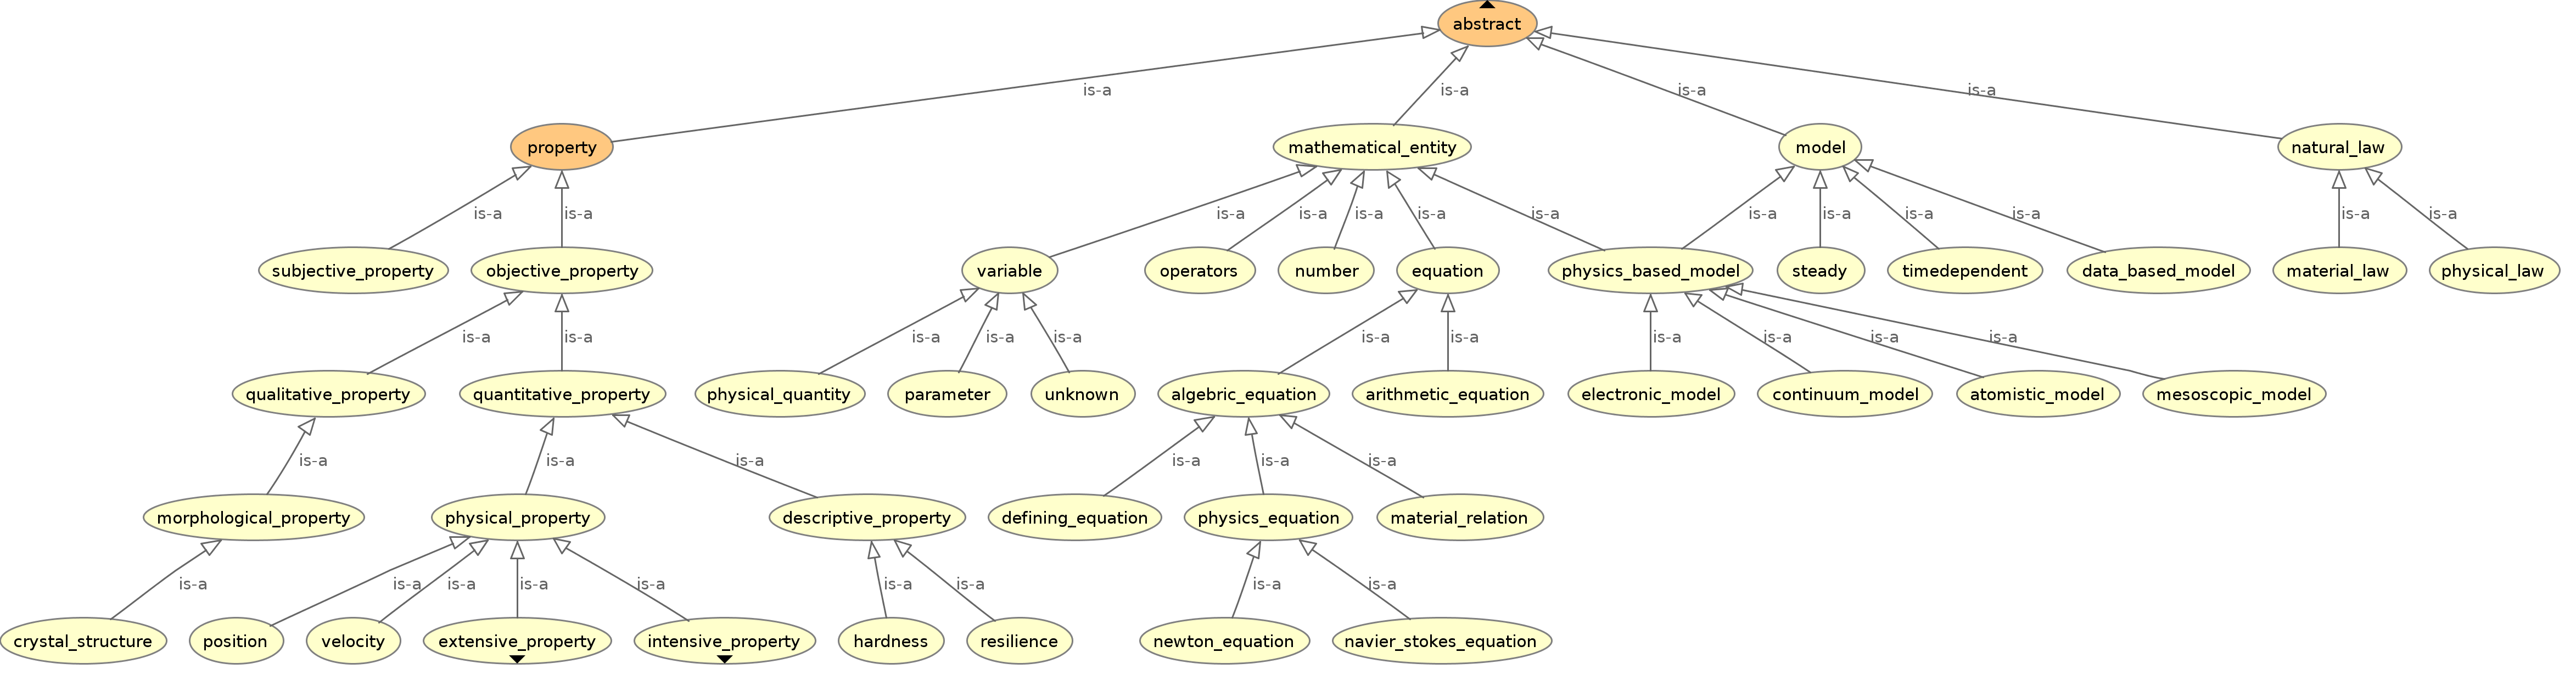 abstract
is-a
is-a
is-a
is-a
property
mathematical_entity
model
natural_law
is-a
is-a
is-a
is-a
is-a
is-a
is-a
is-a
is-a
is-a
is-a
is-a
is-a
subjective_property
objective_property
variable
operators
number
equation
physics_based_model
steady
timedependent
data_based_model
material_law
physical_law
is-a
is-a
is-a
is-a
is-a
is-a
is-a
is-a
is-a
is-a
is-a
qualitative_property
quantitative_property
physical_quantity
parameter
unknown
algebric_equation
arithmetic_equation
electronic_model
continuum_model
atomistic_model
mesoscopic_model
is-a
is-a
is-a
is-a
is-a
is-a
morphological_property
physical_property
descriptive_property
defining_equation
physics_equation
material_relation
is-a
is-a
is-a
is-a
is-a
is-a
is-a
is-a
is-a
crystal_structure
position
velocity
extensive_property
intensive_property
hardness
resilience
newton_equation
navier_stokes_equation